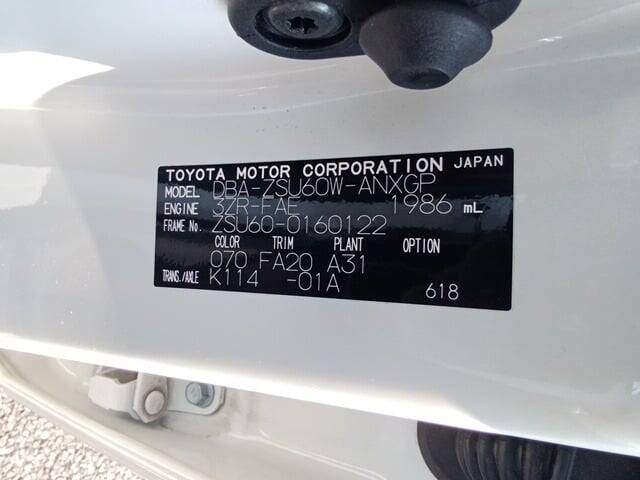 TOYOTA MOTOR CORPORATION JAPAN
MODEL DBA-ZSU60W-ANXGP
ENGINE 3ZR-FAE 1986 mL
FRAME No. ZSU60-0160122
COLOR TRIM PLANT OPTION
070 FA20 A31
TRANS./AXLE K114 -01A 618